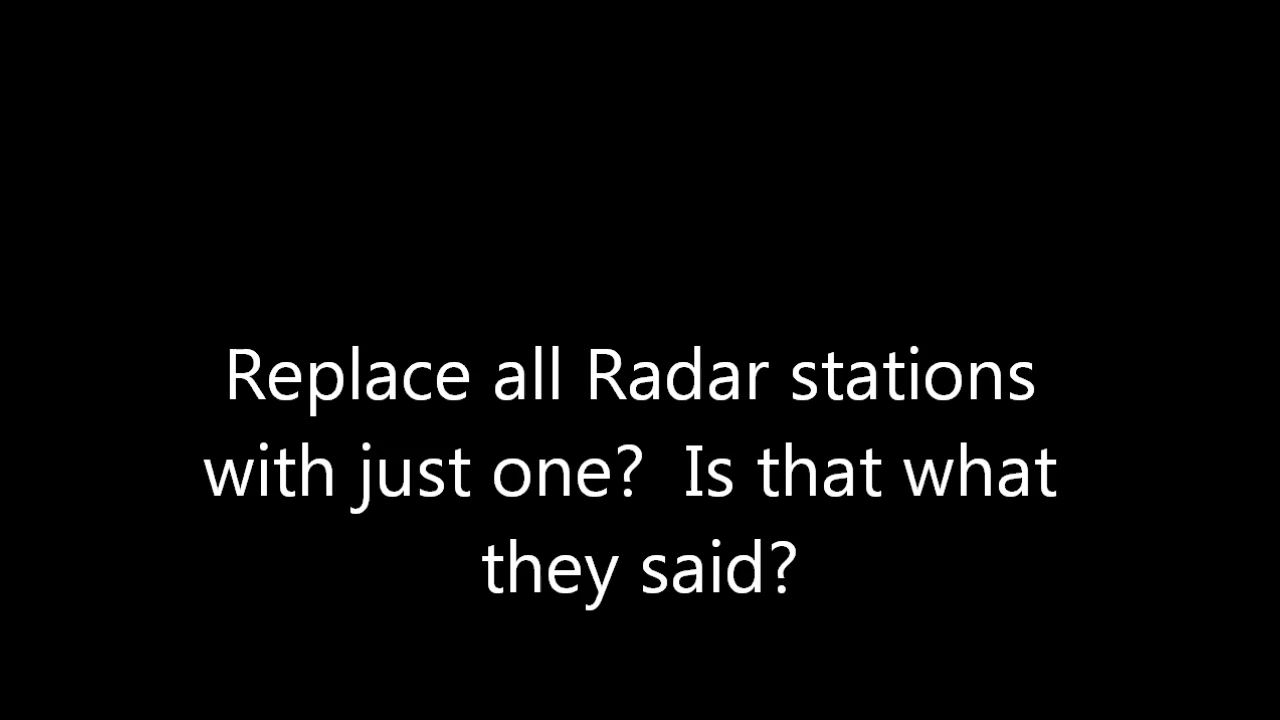 Replace all Radar stations
with just one?  Is that what
they said?